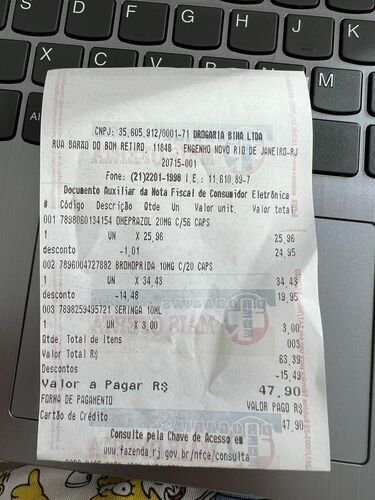 S D F G H J K
X C V B N M
Alt
CNPJ: 35.605.912/0001-71 DROGARIA BINA LTDA
RUA BARAO DO BOM RETIRO, 11848 . ENGENHO NOVO RIO DE JANEIRO-RJ
20715-001
Fone: (21)2201-1998 I.E.: 11.610.89-7
Documento Auxiliar da Nota Fiscal de Consumidor Eletrônica
# Código Descrição Qtde Un Valor unit. Valor total
001 7898060134154 OMEPRAZOL 20MG C/56 CAPS
1 UN X 25,96 25,96
desconto -1,01 24,95
002 7896004727882 BROMOPRIDA 10MG C/20 CAPS
1 UN X 34,43 34,43
desconto -14,48 19,95
003 7898259495721 SERINGA 10ML
1 UN X 3,00 3,00
Qtde. Total de Itens 003
Valor Total R$ 63,39
Descontos -15,49
Valor a Pagar R$ 47,90
FORMA DE PAGAMENTO VALOR PAGO R$
Cartão de Crédito 47,90
Consulte pela Chave de Acesso em
www.fazenda.rj.gov.br/nfce/consulta